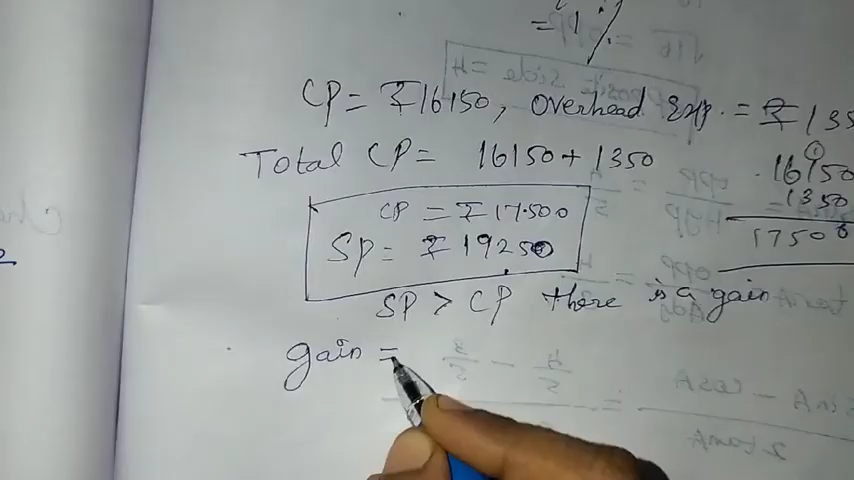 = 1%
CP = ₹16150, Overhead Exp. = ₹135
Total CP = 16150 + 1350
16150
1350
17500
CP = ₹17500
SP = ₹19250
SP > CP there is a gain
gain =